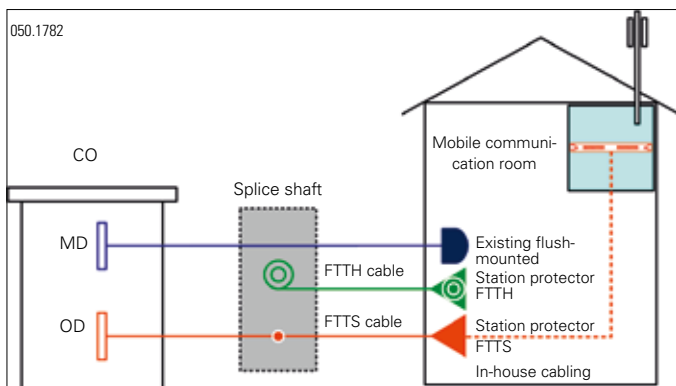 050.1782
CO
Splice shaft
Mobile communi-
cation room
MD
Existing flush-
mounted
FTTH cable
Station protector
FTTH
OD
FTTS cable
Station protector
FTTS
In-house cabling